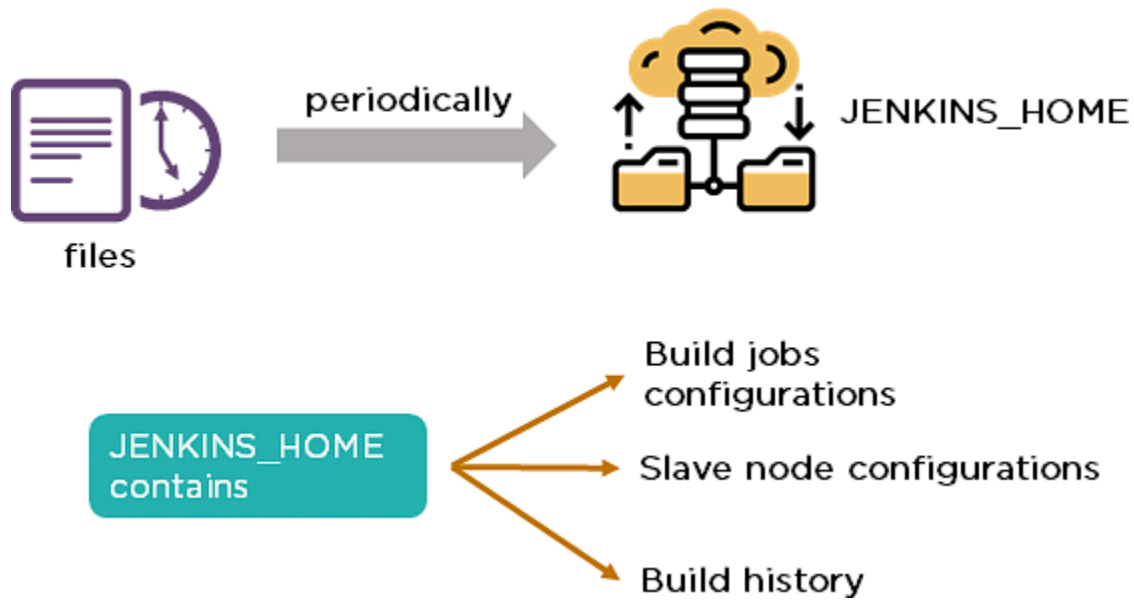 periodically
JENKINS_HOME
files
JENKINS_HOME
contains
Build jobs
configurations
Slave node configurations
Build history